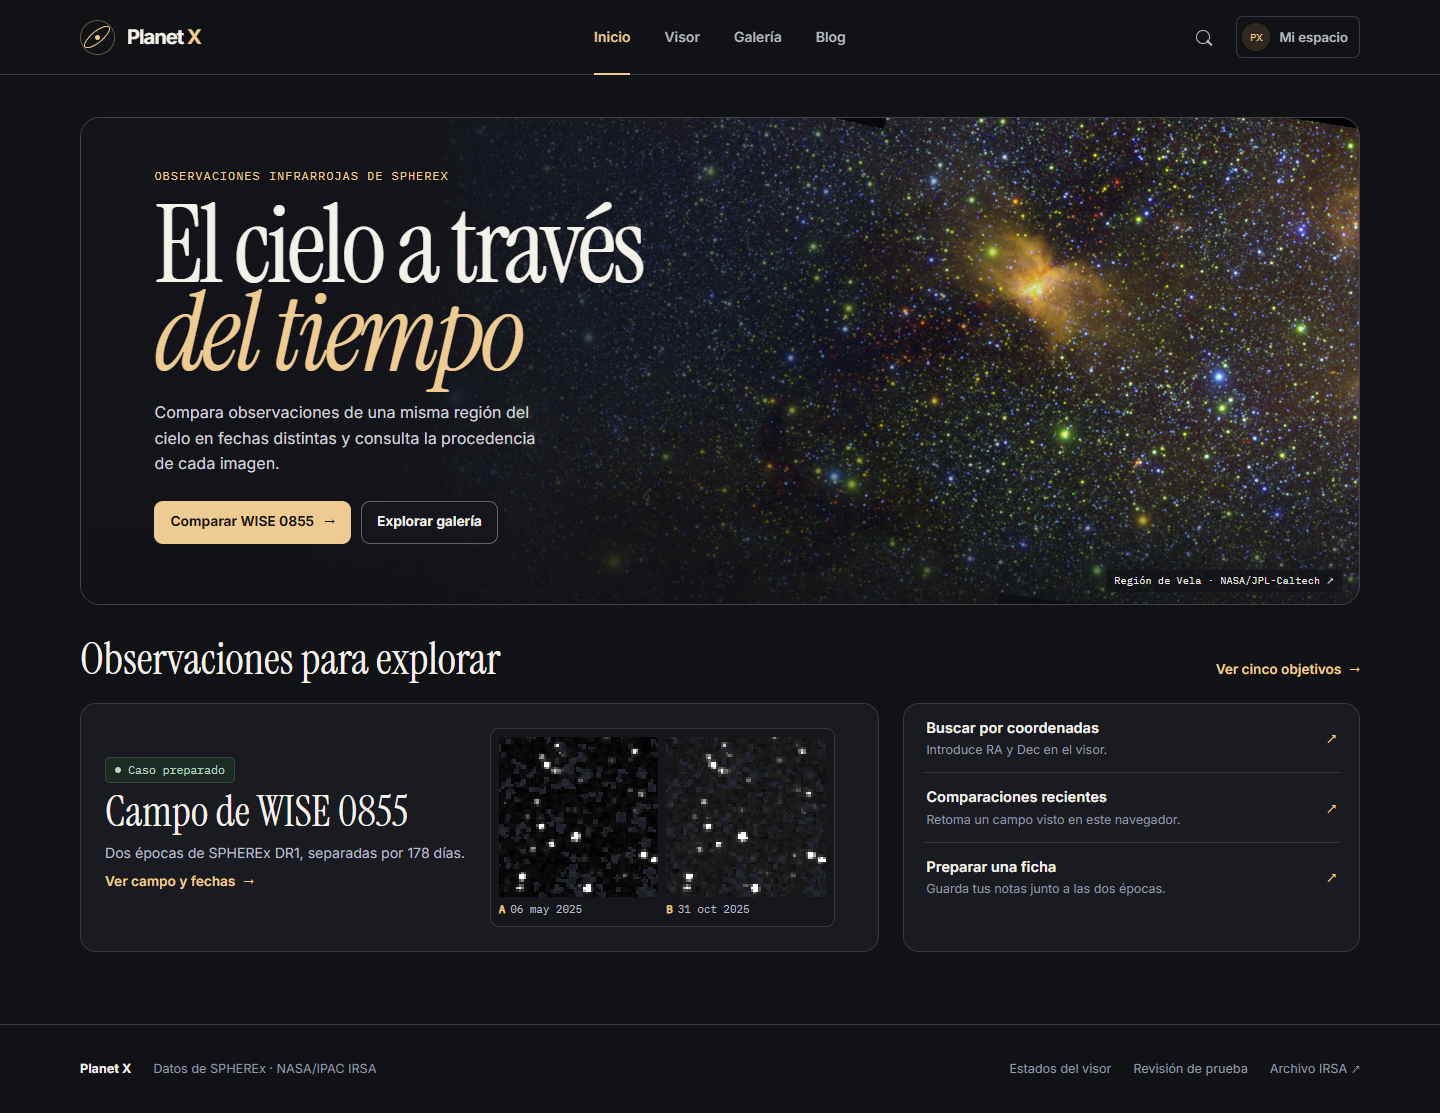 Planet X
Inicio
Visor
Galería
Blog
PX
Mi espacio
OBSERVACIONES INFRARROJAS DE SPHEREX
El cielo a través
del tiempo
Compara observaciones de una misma región del
cielo en fechas distintas y consulta la procedencia
de cada imagen.
Comparar WISE 0855 →
Explorar galería
Región de Vela · NASA/JPL-Caltech ↗
Observaciones para explorar
Ver cinco objetivos →
Caso preparado
Campo de WISE 0855
Dos épocas de SPHEREx DR1, separadas por 178 días.
Ver campo y fechas →
A 06 may 2025
B 31 oct 2025
Buscar por coordenadas
Introduce RA y Dec en el visor.
↗
Comparaciones recientes
Retoma un campo visto en este navegador.
↗
Preparar una ficha
Guarda tus notas junto a las dos épocas.
↗
Planet X
Datos de SPHEREx · NASA/IPAC IRSA
Estados del visor
Revisión de prueba
Archivo IRSA ↗